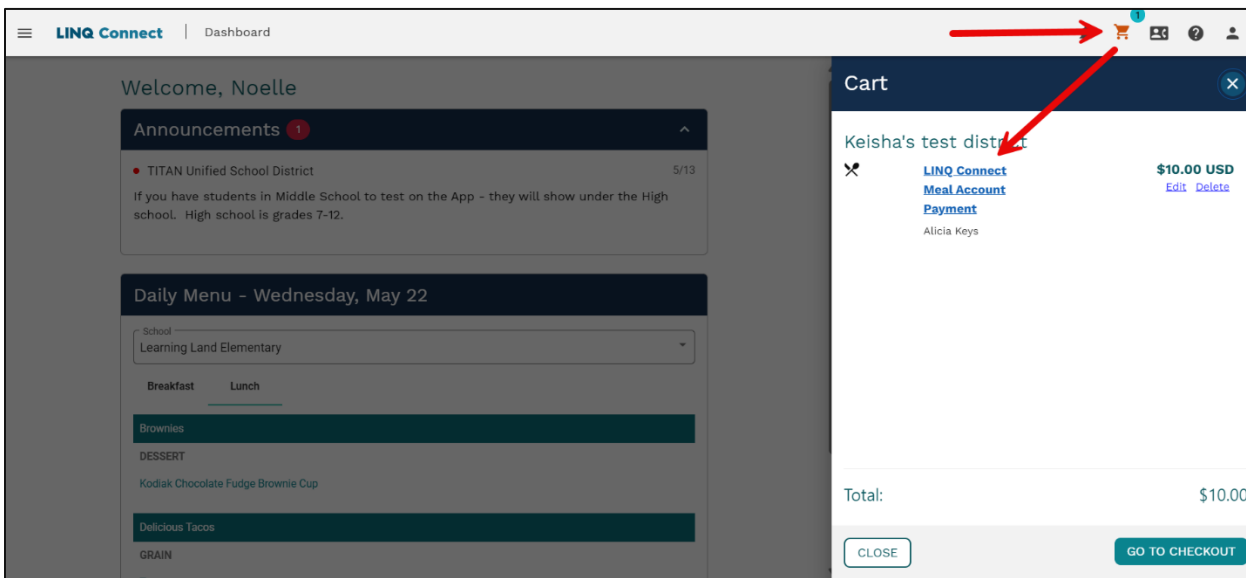 LINQ Connect | Dashboard
1
Welcome, Noelle
Announcements 1
TITAN Unified School District 5/13
If you have students in Middle School to test on the App - they will show under the High
school. High school is grades 7-12.
Daily Menu - Wednesday, May 22
School
Learning Land Elementary
Breakfast Lunch
Brownies
DESSERT
Kodiak Chocolate Fudge Brownie Cup
Delicious Tacos
GRAIN
Cart
Keisha's test district
LINQ Connect $10.00 USD
Meal Account Edit Delete
Payment
Alicia Keys
Total: $10.00
CLOSE GO TO CHECKOUT